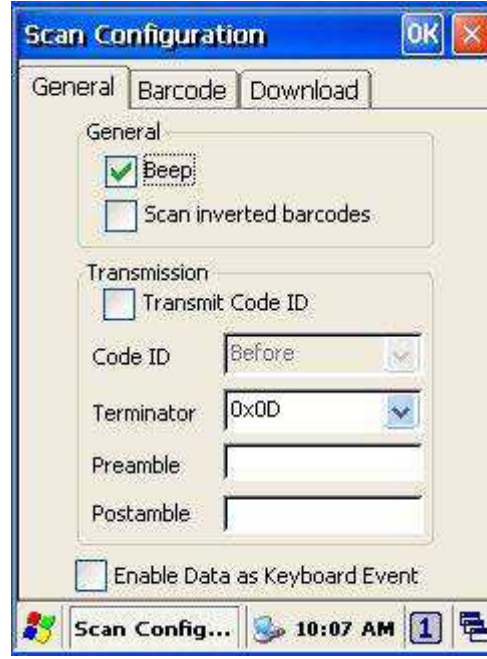 Scan Configuration OK
General Barcode Download
General
Beep
Scan inverted barcodes
Transmission
Transmit Code ID
Code ID Before
Terminator 0x0D
Preamble
Postamble
Enable Data as Keyboard Event
Scan Config... 10:07 AM 1